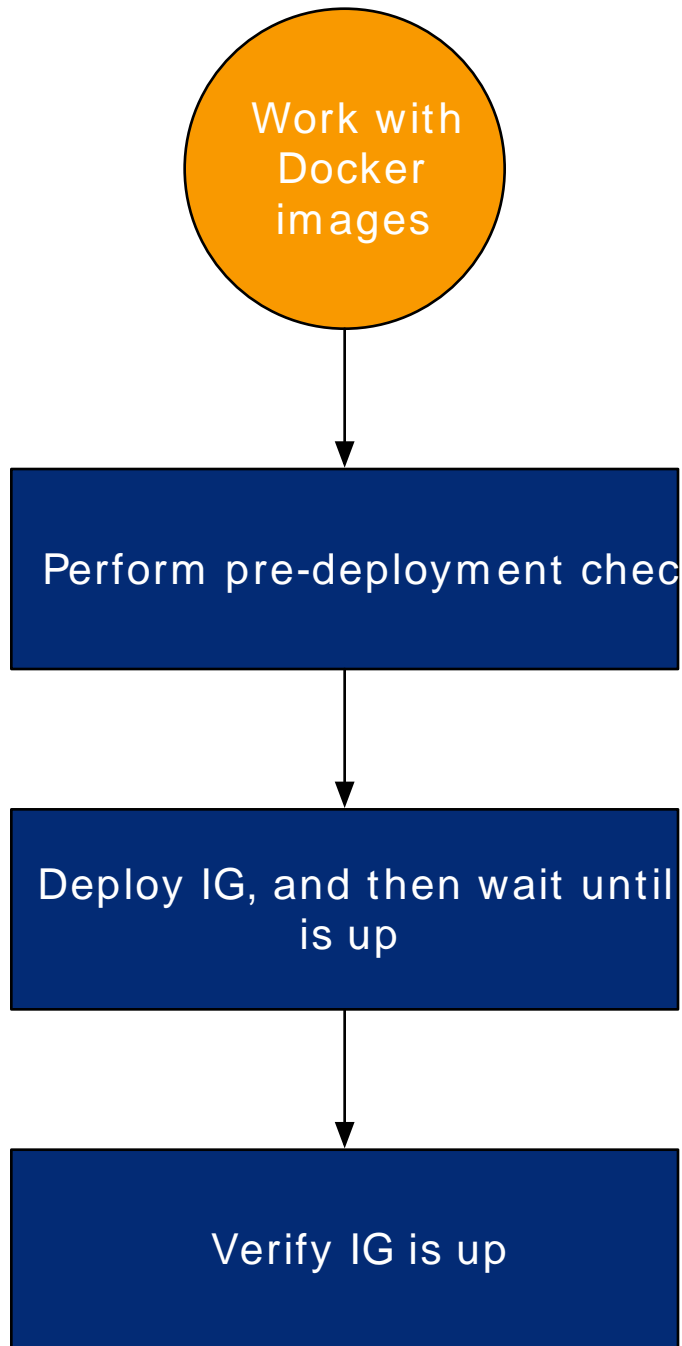 Work with
Docker
images
Perform pre-deployment chec
Deploy IG, and then wait until
is up
Verify IG is up